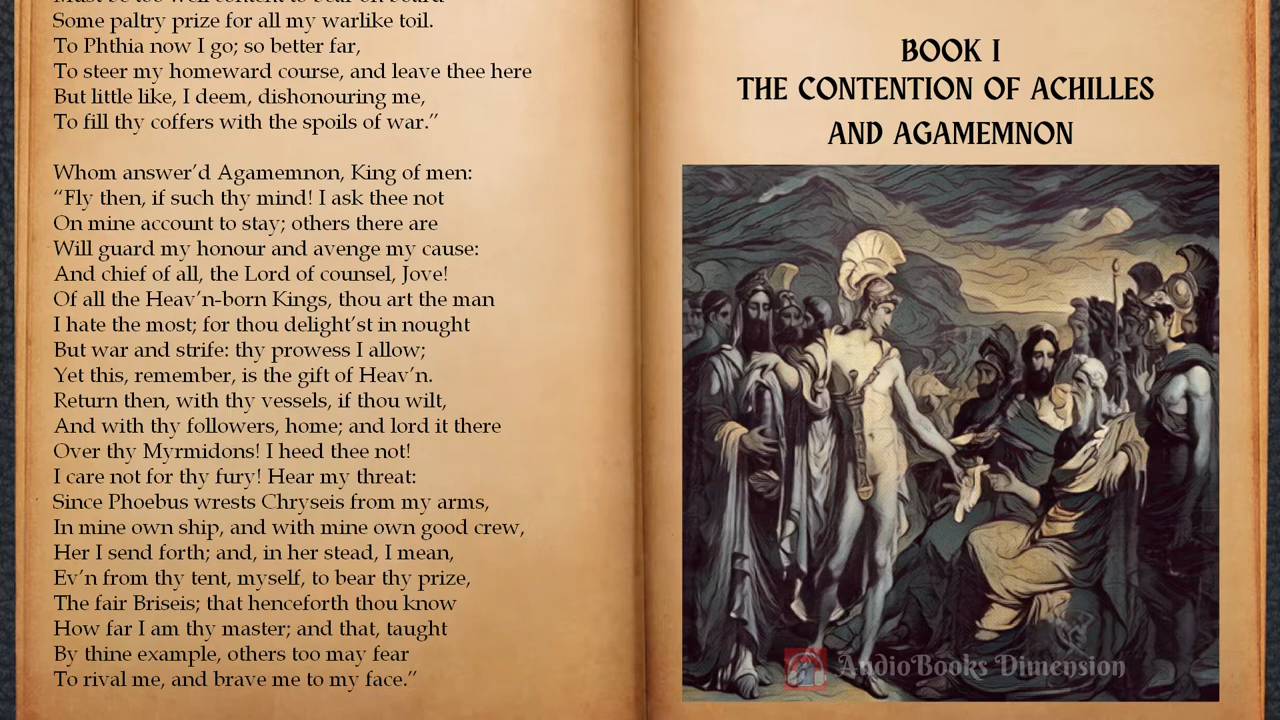 Some paltry prize for all my warlike toil.
To Phthia now I go; so better far,
To steer my homeward course, and leave thee here
But little like, I deem, dishonouring me,
To fill thy coffers with the spoils of war.”
Whom answer’d Agamemnon, King of men:
“Fly then, if such thy mind! I ask thee not
On mine account to stay; others there are
Will guard my honour and avenge my cause:
And chief of all, the Lord of counsel, Jove!
Of all the Heav’n-born Kings, thou art the man
I hate the most; for thou delight’st in nought
But war and strife: thy prowess I allow;
Yet this, remember, is the gift of Heav’n.
Return then, with thy vessels, if thou wilt,
And with thy followers, home; and lord it there
Over thy Myrmidons! I heed thee not!
I care not for thy fury! Hear my threat:
Since Phoebus wrests Chryseis from my arms,
In mine own ship, and with mine own good crew,
Her I send forth; and, in her stead, I mean,
Ev’n from thy tent, myself, to bear thy prize,
The fair Briseis; that henceforth thou know
How far I am thy master; and that, taught
By thine example, others too may fear
To rival me, and brave me to my face.”
BOOK I
THE CONTENTION OF ACHILLES
AND AGAMEMNON
AudioBooks Dimension